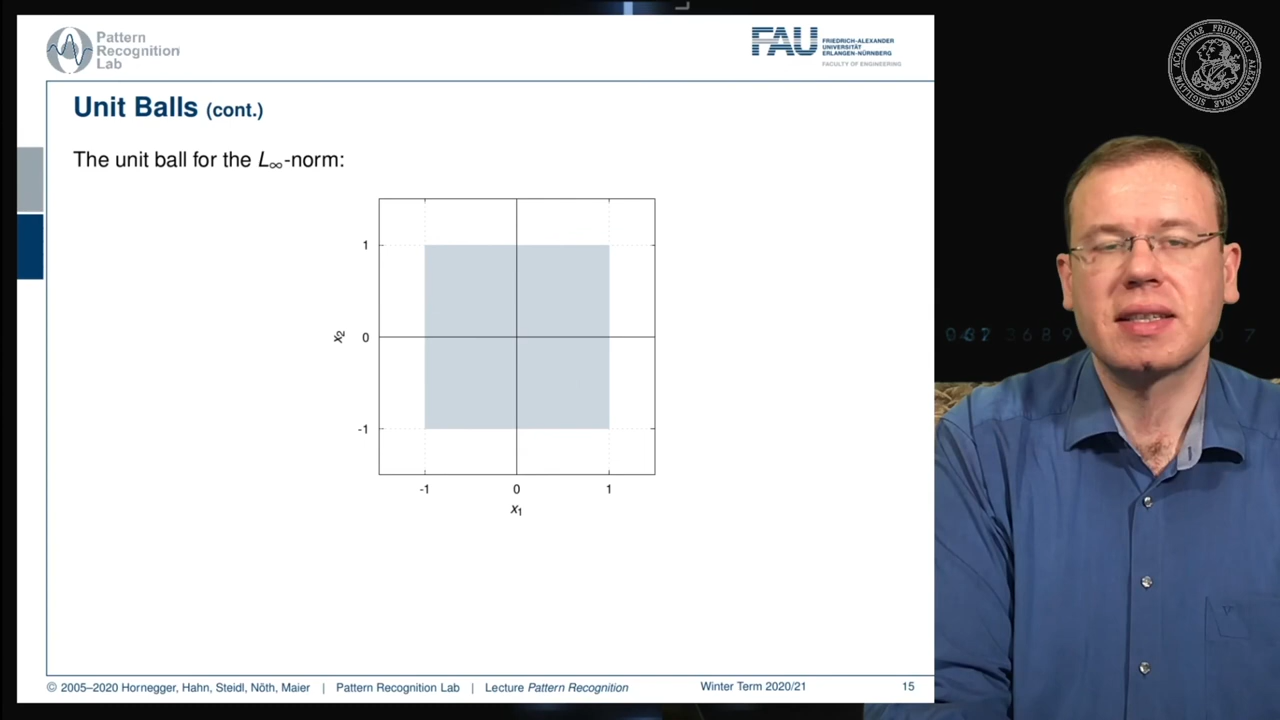 Pattern
Recognition
Lab
FAU
FRIEDRICH-ALEXANDER
UNIVERSITÄT
ERLANGEN-NÜRNBERG
FACULTY OF ENGINEERING
Unit Balls (cont.)
The unit ball for the L∞-norm:
1
0
-1
x2
-1 0 1
x1
© 2005–2020 Hornegger, Hahn, Steidl, Nöth, Maier | Pattern Recognition Lab | Lecture Pattern Recognition Winter Term 2020/21 15